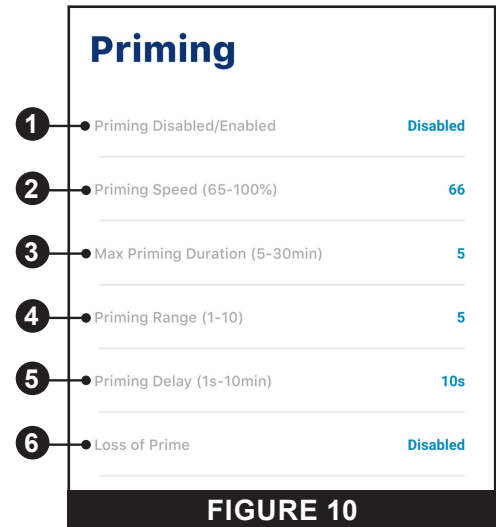 Priming
1 Priming Disabled/Enabled Disabled
2 Priming Speed (65-100%) 66
3 Max Priming Duration (5-30min) 5
4 Priming Range (1-10) 5
5 Priming Delay (1s-10min) 10s
6 Loss of Prime Disabled
FIGURE 10